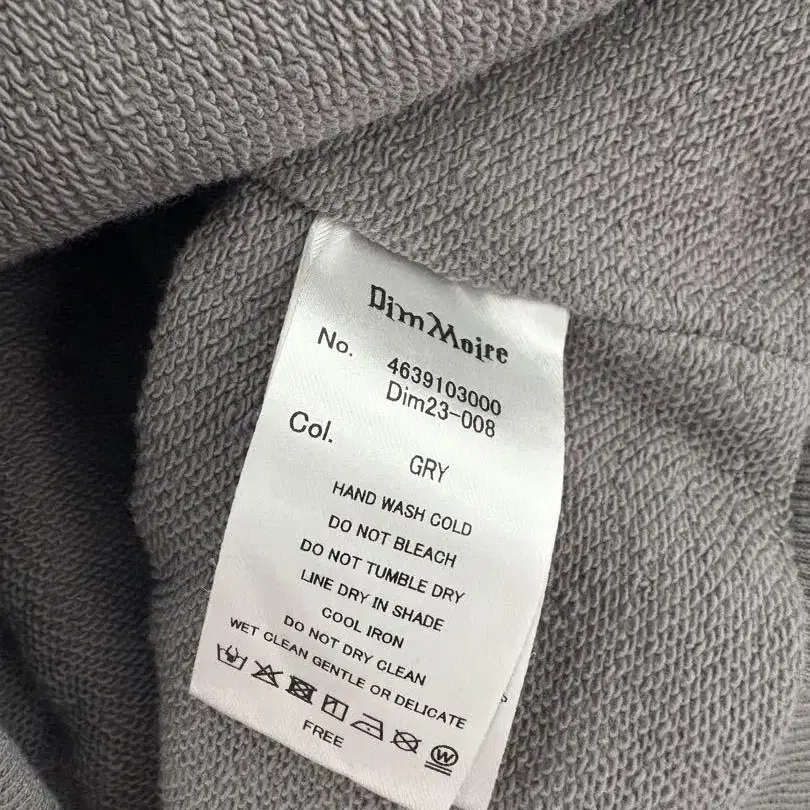 Dim Moire
No. 4639103000
Dim23-008
Col. GRY
HAND WASH COLD
DO NOT BLEACH
DO NOT TUMBLE DRY
LINE DRY IN SHADE
COOL IRON
DO NOT DRY CLEAN
WET CLEAN GENTLE OR DELICATE
W
FREE